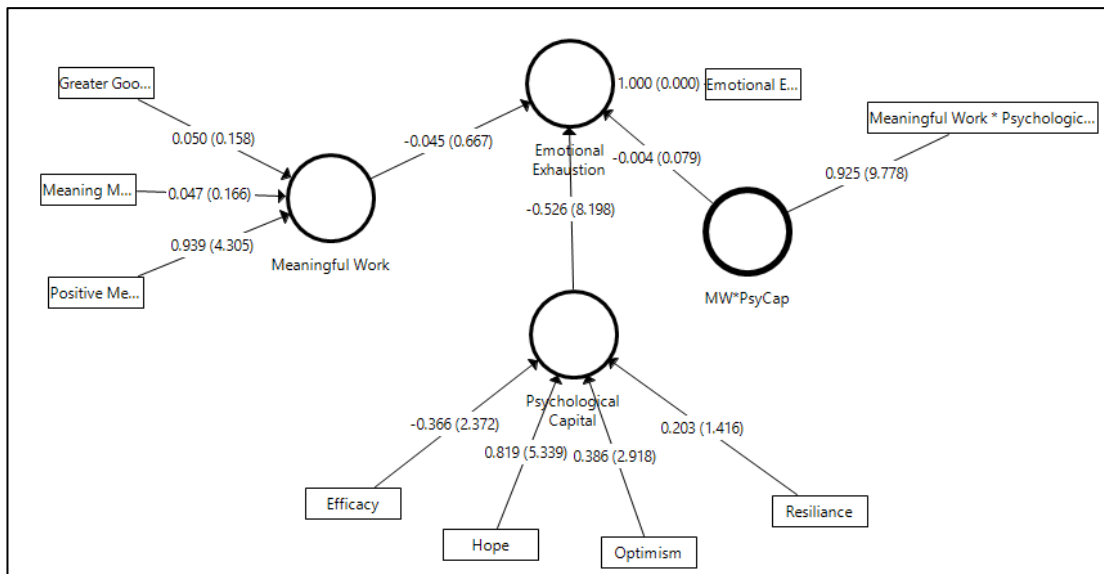 Greater Goo...
1.000 (0.000)
Emotional E...
Meaningful Work * Psychologic...
0.050 (0.158)
-0.045 (0.667)
Emotional
Exhaustion
-0.004 (0.079)
0.925 (9.778)
Meaning M...
0.047 (0.166)
-0.526 (8.198)
0.939 (4.305)
Meaningful Work
Positive Me...
MW*PsyCap
Psychological
Capital
-0.366 (2.372)
0.203 (1.416)
0.819 (5.339)
0.386 (2.918)
Efficacy
Resiliance
Hope
Optimism